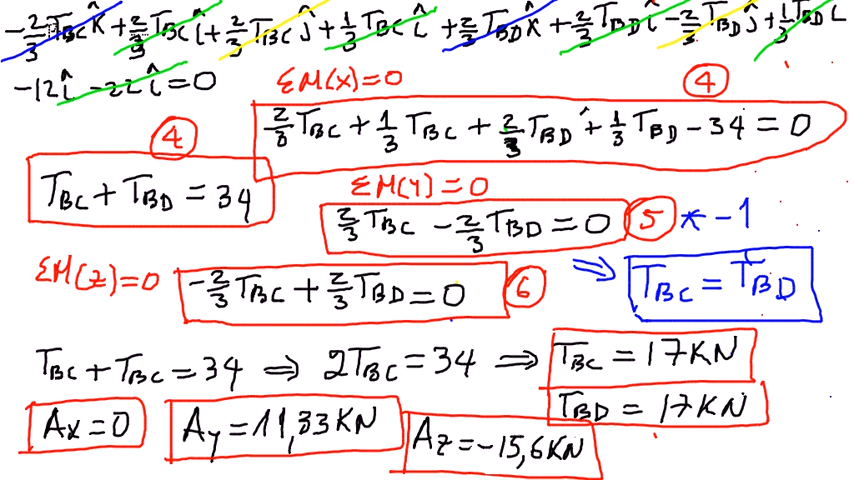 -2/3 T_BC k̂ + 2/3 T_BC î + 2/3 T_BC ĵ + 1/3 T_BC î + 2/3 T_BD k̂ + 2/3 T_BD î - 2/3 T_BD ĵ + 1/3 T_BD î
-12 î - 22 î = 0
ΣM(x)=0
4
2/3 T_BC + 1/3 T_BC + 2/3 T_BD + 1/3 T_BD - 34 = 0
4
T_BC + T_BD = 34
ΣM(y)=0
2/3 T_BC - 2/3 T_BD = 0 5 * -1
ΣM(z)=0 -2/3 T_BC + 2/3 T_BD = 0 6 ⇒ T_BC = T_BD
T_BC + T_BC = 34 ⇒ 2T_BC = 34 ⇒ T_BC = 17KN
T_BD = 17KN
Ax=0 Ay=11,33KN Az=-15,6KN